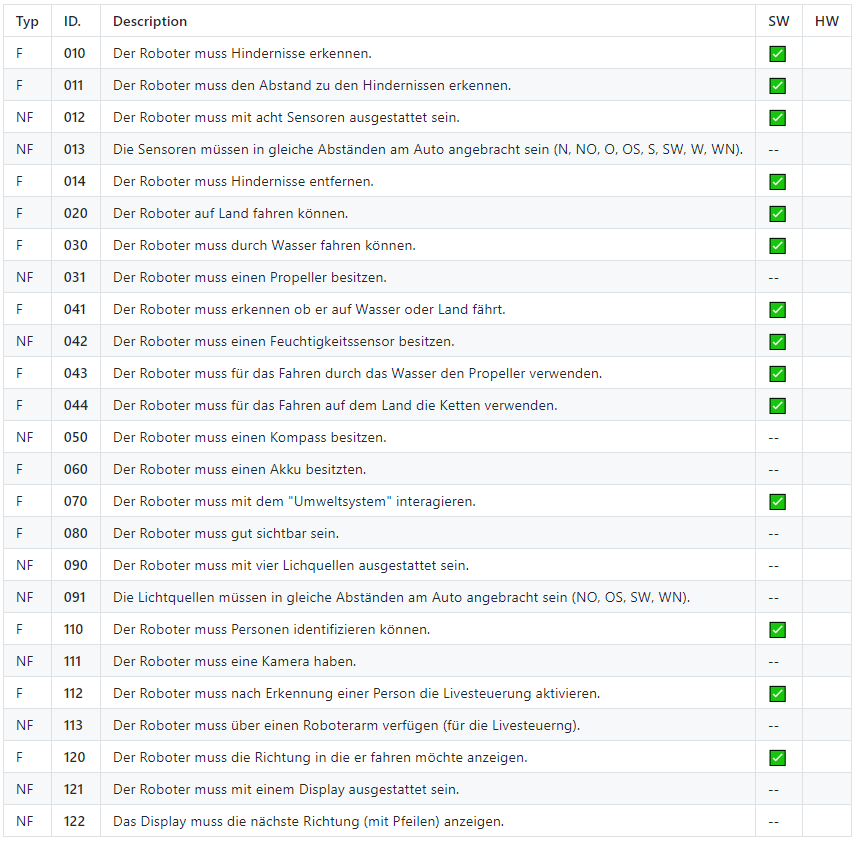 Typ ID. Description SW HW
F 010 Der Roboter muss Hindernisse erkennen. ✅
F 011 Der Roboter muss den Abstand zu den Hindernissen erkennen. ✅
NF 012 Der Roboter muss mit acht Sensoren ausgestattet sein. ✅
NF 013 Die Sensoren müssen in gleiche Abständen am Auto angebracht sein (N, NO, O, OS, S, SW, W, WN). --
F 014 Der Roboter muss Hindernisse entfernen. ✅
F 020 Der Roboter auf Land fahren können. ✅
F 030 Der Roboter muss durch Wasser fahren können. ✅
NF 031 Der Roboter muss einen Propeller besitzen. --
F 041 Der Roboter muss erkennen ob er auf Wasser oder Land fährt. ✅
NF 042 Der Roboter muss einen Feuchtigkeitssensor besitzen. ✅
F 043 Der Roboter muss für das Fahren durch das Wasser den Propeller verwenden. ✅
F 044 Der Roboter muss für das Fahren auf dem Land die Ketten verwenden. ✅
NF 050 Der Roboter muss einen Kompass besitzen. --
F 060 Der Roboter muss einen Akku besitzten. --
F 070 Der Roboter muss mit dem "Umweltsystem" interagieren. ✅
F 080 Der Roboter muss gut sichtbar sein. --
NF 090 Der Roboter muss mit vier Lichquellen ausgestattet sein. --
NF 091 Die Lichtquellen müssen in gleiche Abständen am Auto angebracht sein (NO, OS, SW, WN). --
F 110 Der Roboter muss Personen identifizieren können. ✅
NF 111 Der Roboter muss eine Kamera haben. --
F 112 Der Roboter muss nach Erkennung einer Person die Livesteuerung aktivieren. ✅
NF 113 Der Roboter muss über einen Roboterarm verfügen (für die Livesteuerng). --
F 120 Der Roboter muss die Richtung in die er fahren möchte anzeigen. ✅
NF 121 Der Roboter muss mit einem Display ausgestattet sein. --
NF 122 Das Display muss die nächste Richtung (mit Pfeilen) anzeigen. --